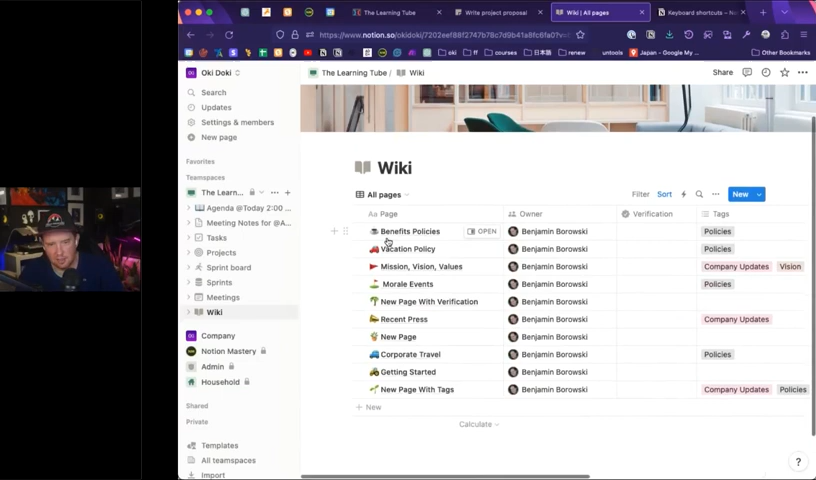 The Learning Tube
Write project proposal
Wiki | All pages
Keyboard shortcuts
oki
ff
courses
日本語
renew
untools
Japan - Google My ...
Other Bookmarks
Oki Doki
Search
Updates
Settings & members
New page
Favorites
Teamspaces
The Learn...
Agenda @Today 2:00 ...
Meeting Notes for @A...
Tasks
Projects
Sprint board
Sprints
Meetings
Wiki
Company
Notion Mastery
Admin
Household
Shared
Private
Templates
All teamspaces
Import
The Learning Tube / Wiki
Share
Wiki
All pages
Filter Sort New
Aa Page Owner Verification Tags
Benefits Policies OPEN Benjamin Borowski Policies
Vacation Policy Benjamin Borowski Policies
Mission, Vision, Values Benjamin Borowski Company Updates Vision
Morale Events Benjamin Borowski Policies
New Page With Verification Benjamin Borowski
Recent Press Benjamin Borowski Company Updates
New Page Benjamin Borowski
Corporate Travel Benjamin Borowski Policies
Getting Started Benjamin Borowski
New Page With Tags Benjamin Borowski Company Updates Policies
+ New
Calculate
?